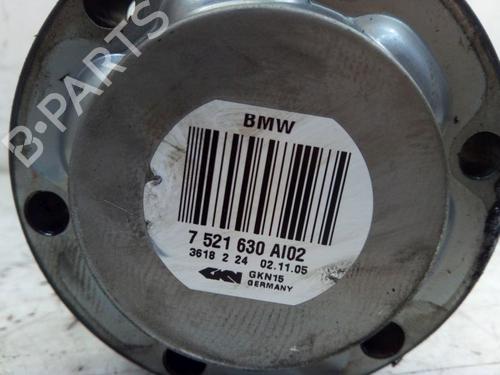 B-PARTS
BMW
7 521 630 AI02
3618 2 24 02.11.05
GKN GKN15
GERMANY